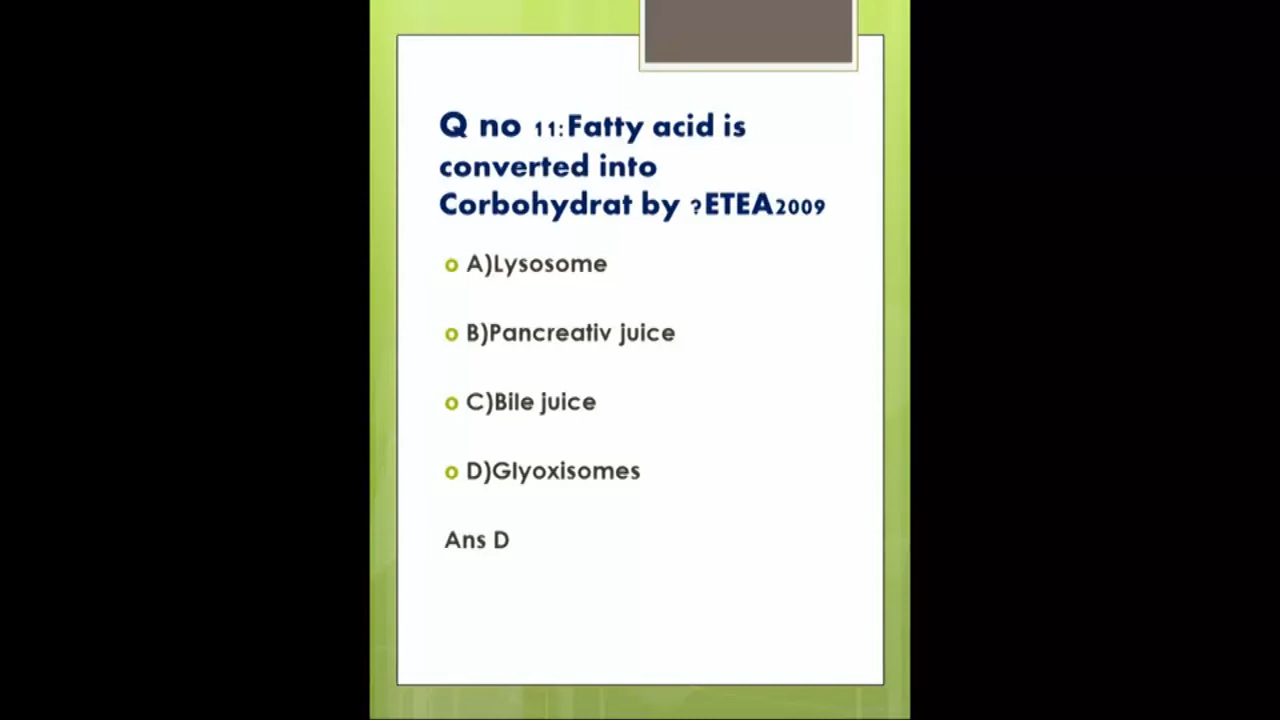 Q no 11:Fatty acid is
converted into
Corbohydrat by ?ETEA2009
o A)Lysosome
o B)Pancreativ juice
o C)Bile juice
o D)Glyoxisomes
Ans D